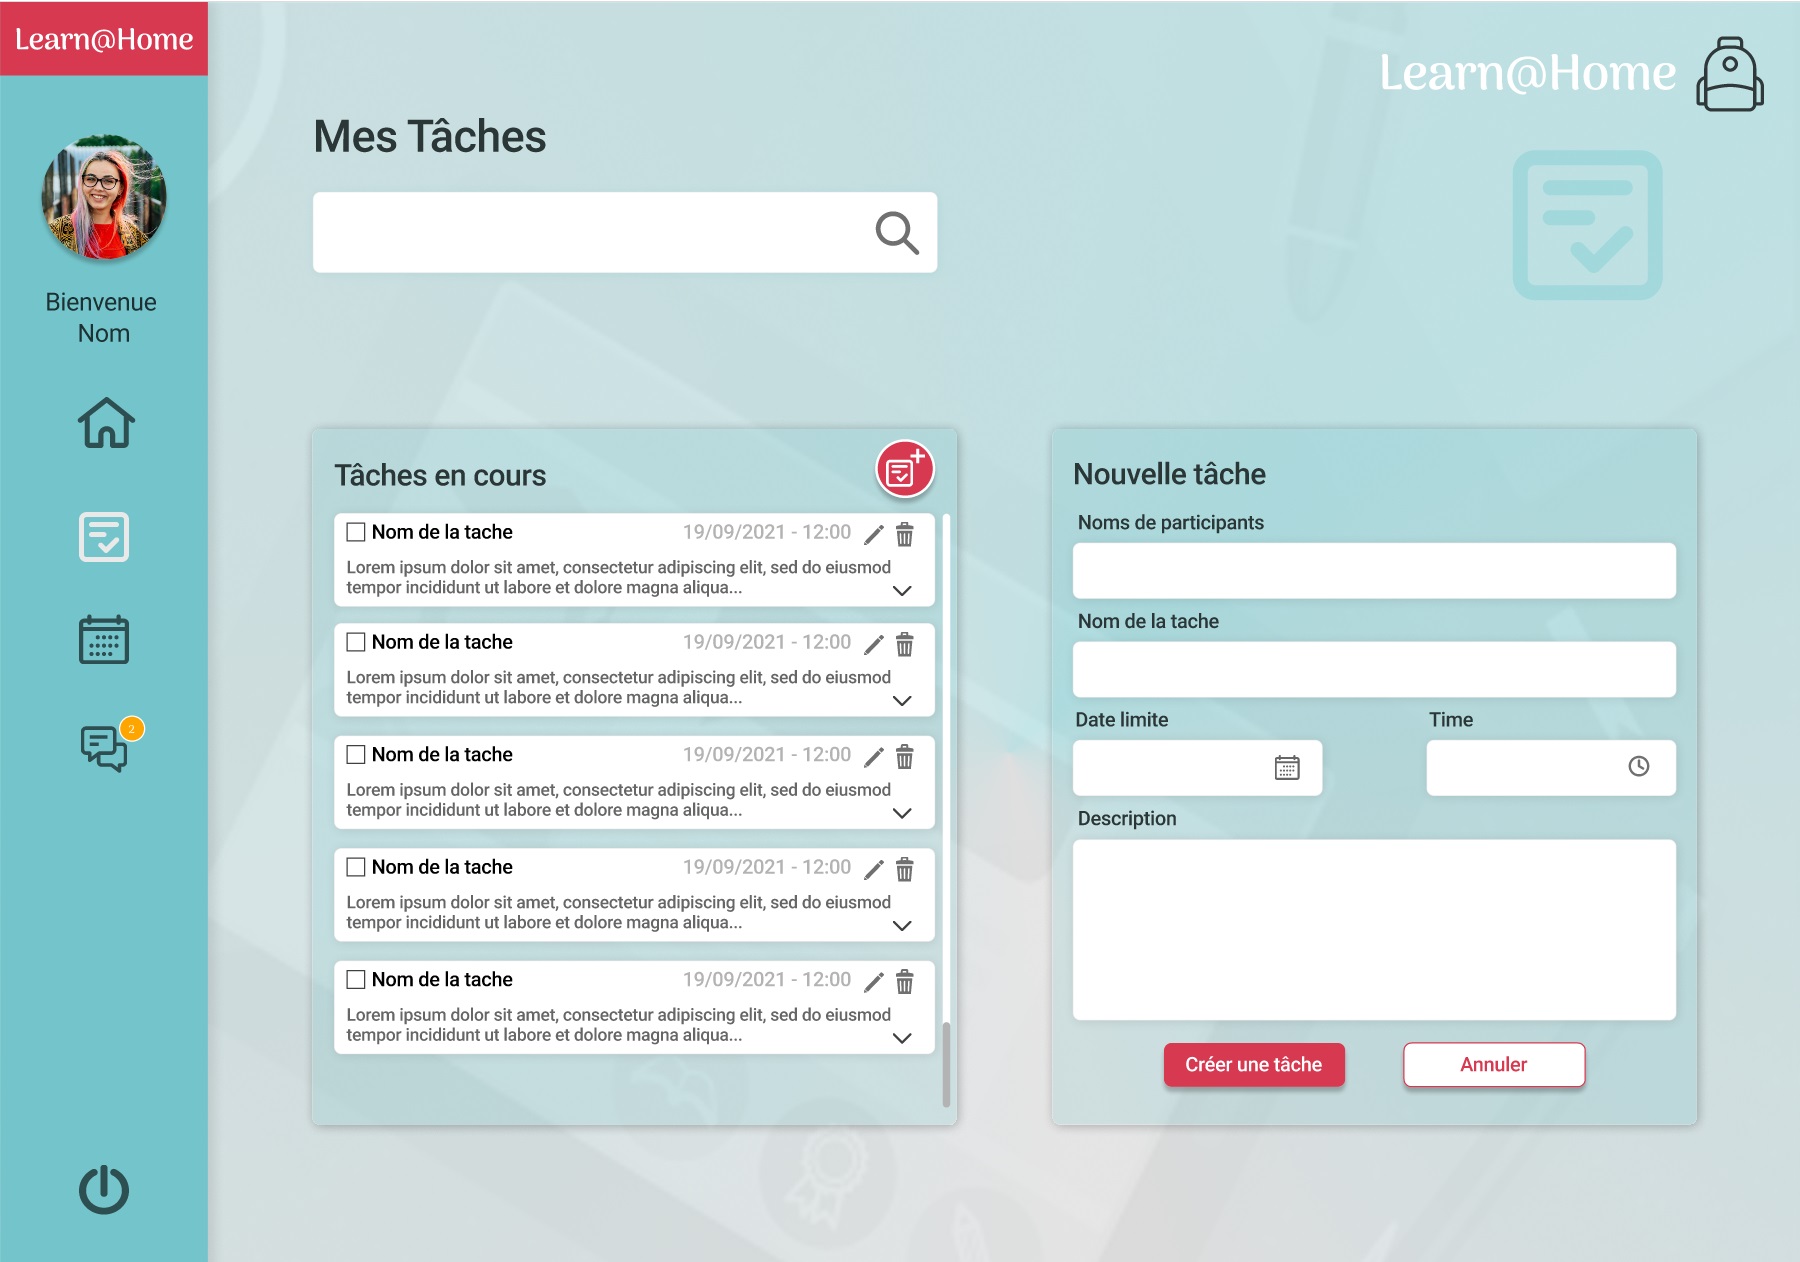 Learn@Home
Learn@Home
Mes Tâches
Bienvenue
Nom
2
Tâches en cours
Nom de la tache 19/09/2021 - 12:00
Lorem ipsum dolor sit amet, consectetur adipiscing elit, sed do eiusmod
tempor incididunt ut labore et dolore magna aliqua...
Nom de la tache 19/09/2021 - 12:00
Lorem ipsum dolor sit amet, consectetur adipiscing elit, sed do eiusmod
tempor incididunt ut labore et dolore magna aliqua...
Nom de la tache 19/09/2021 - 12:00
Lorem ipsum dolor sit amet, consectetur adipiscing elit, sed do eiusmod
tempor incididunt ut labore et dolore magna aliqua...
Nom de la tache 19/09/2021 - 12:00
Lorem ipsum dolor sit amet, consectetur adipiscing elit, sed do eiusmod
tempor incididunt ut labore et dolore magna aliqua...
Nom de la tache 19/09/2021 - 12:00
Lorem ipsum dolor sit amet, consectetur adipiscing elit, sed do eiusmod
tempor incididunt ut labore et dolore magna aliqua...
Nouvelle tâche
Noms de participants
Nom de la tache
Date limite Time
Description
Créer une tâche Annuler